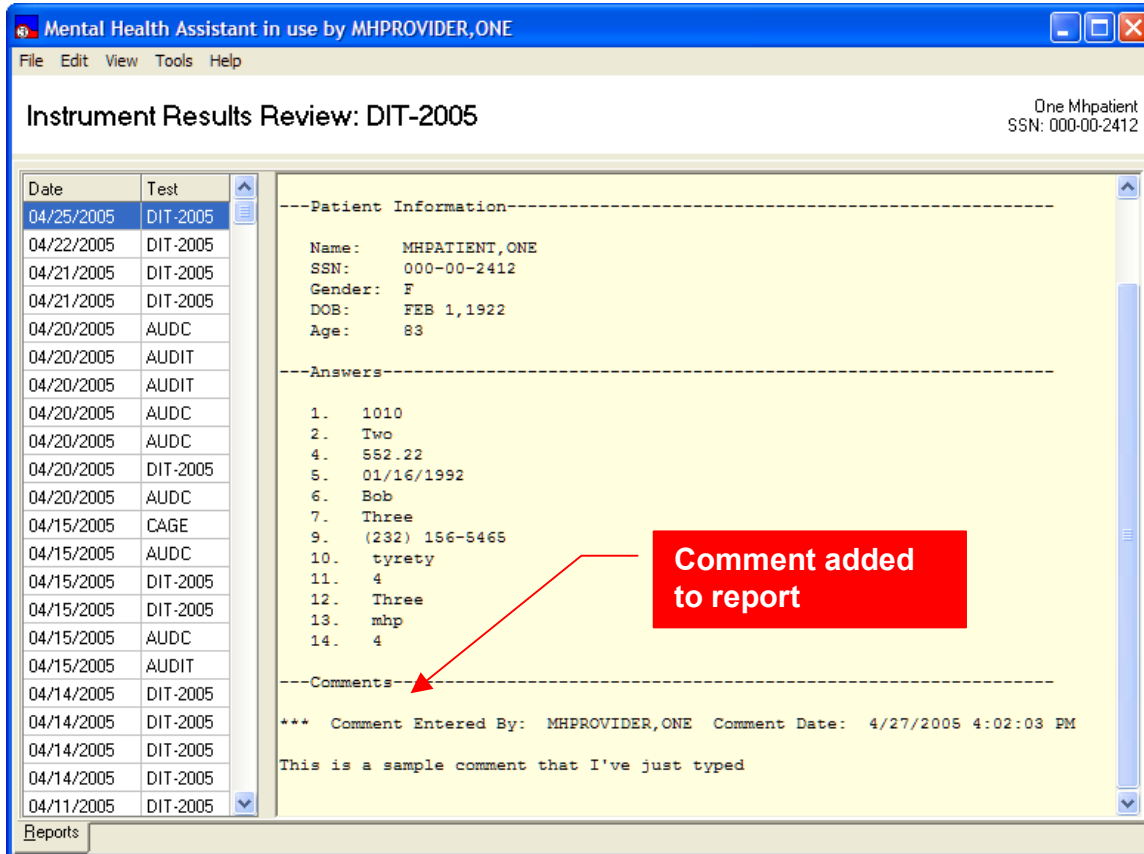 Mental Health Assistant in use by MHPROVIDER,ONE
File Edit View Tools Help
Instrument Results Review: DIT-2005
One Mhpatient
SSN: 000-00-2412
Date Test
04/25/2005 DIT-2005
04/22/2005 DIT-2005
04/21/2005 DIT-2005
04/21/2005 DIT-2005
04/20/2005 AUDC
04/20/2005 AUDIT
04/20/2005 AUDIT
04/20/2005 AUDC
04/20/2005 AUDC
04/20/2005 DIT-2005
04/20/2005 AUDC
04/15/2005 CAGE
04/15/2005 AUDC
04/15/2005 DIT-2005
04/15/2005 DIT-2005
04/15/2005 AUDC
04/15/2005 AUDIT
04/14/2005 DIT-2005
04/14/2005 DIT-2005
04/14/2005 DIT-2005
04/14/2005 DIT-2005
04/11/2005 DIT-2005
---Patient Information-----------------------------------------------------
Name: MHPATIENT,ONE
SSN: 000-00-2412
Gender: F
DOB: FEB 1,1922
Age: 83
---Answers-----------------------------------------------------------------
1. 1010
2. Two
4. 552.22
5. 01/16/1992
6. Bob
7. Three
9. (232) 156-5465
10. tyrety
11. 4
12. Three
13. mhp
14. 4
Comment added
to report
---Comments----------------------------------------------------------------
*** Comment Entered By: MHPROVIDER,ONE Comment Date: 4/27/2005 4:02:03 PM
This is a sample comment that I've just typed
Reports